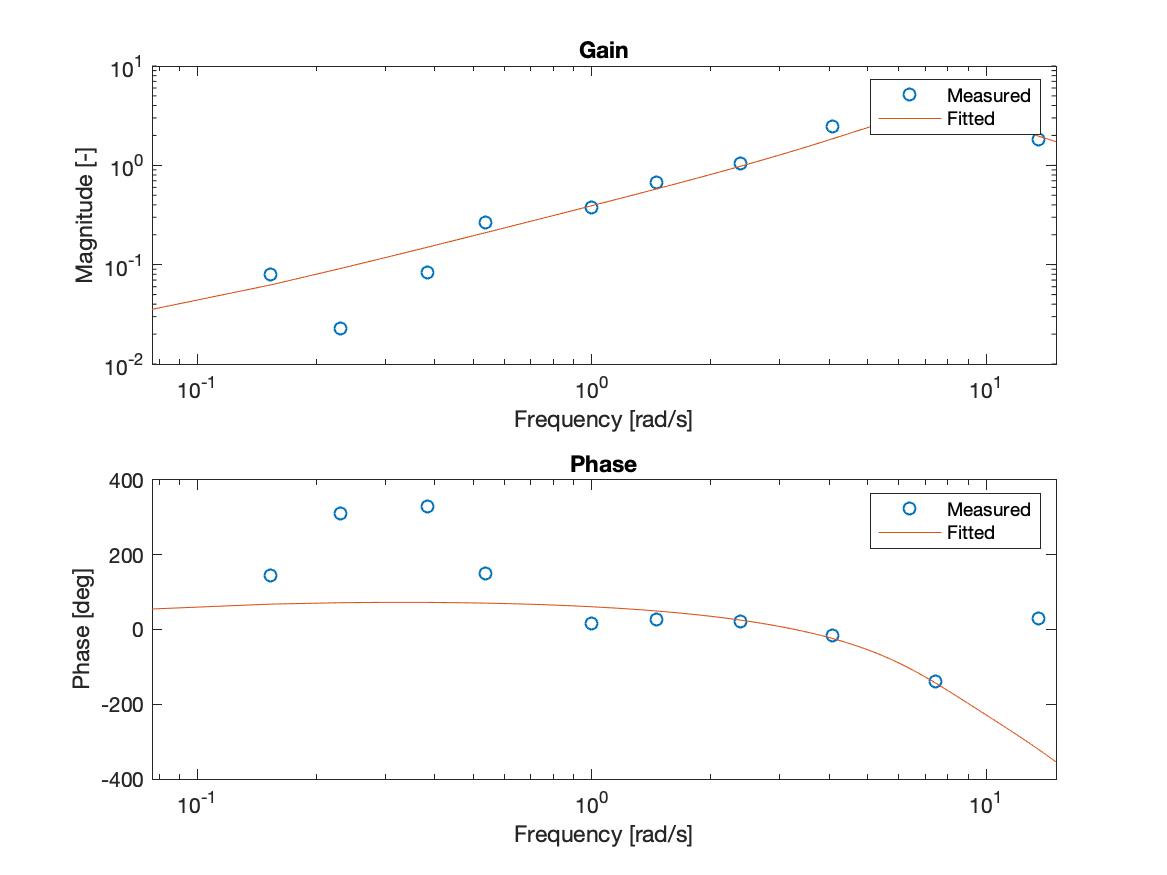 Gain
10^1
Measured
Fitted
10^0
10^-1
10^-2
Magnitude [-]
10^-1 10^0 10^1
Frequency [rad/s]
Phase
400
Measured
Fitted
200
0
-200
-400
Phase [deg]
10^-1 10^0 10^1
Frequency [rad/s]